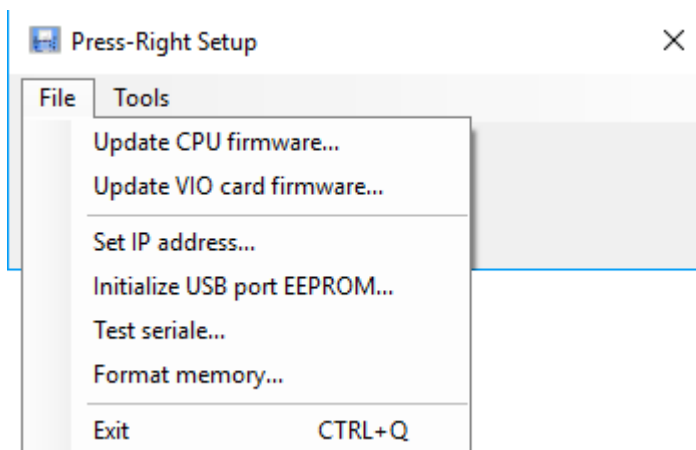 Press-Right Setup
File Tools
Update CPU firmware...
Update VIO card firmware...
Set IP address...
Initialize USB port EEPROM...
Test seriale...
Format memory...
Exit CTRL+Q